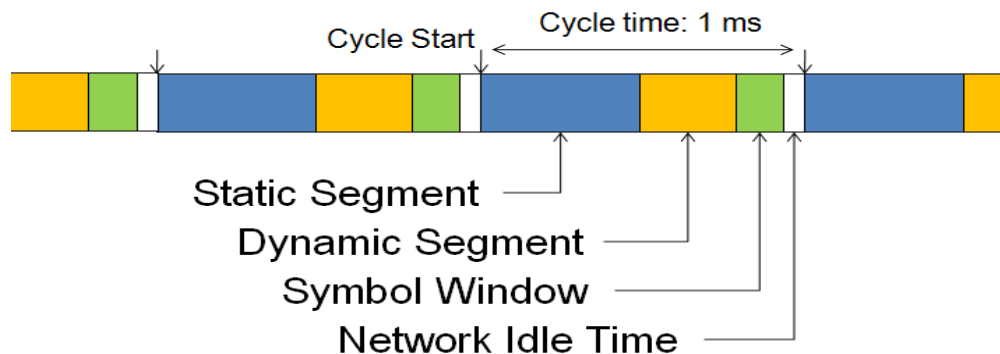 Cycle Start
Cycle time: 1 ms
Static Segment
Dynamic Segment
Symbol Window
Network Idle Time